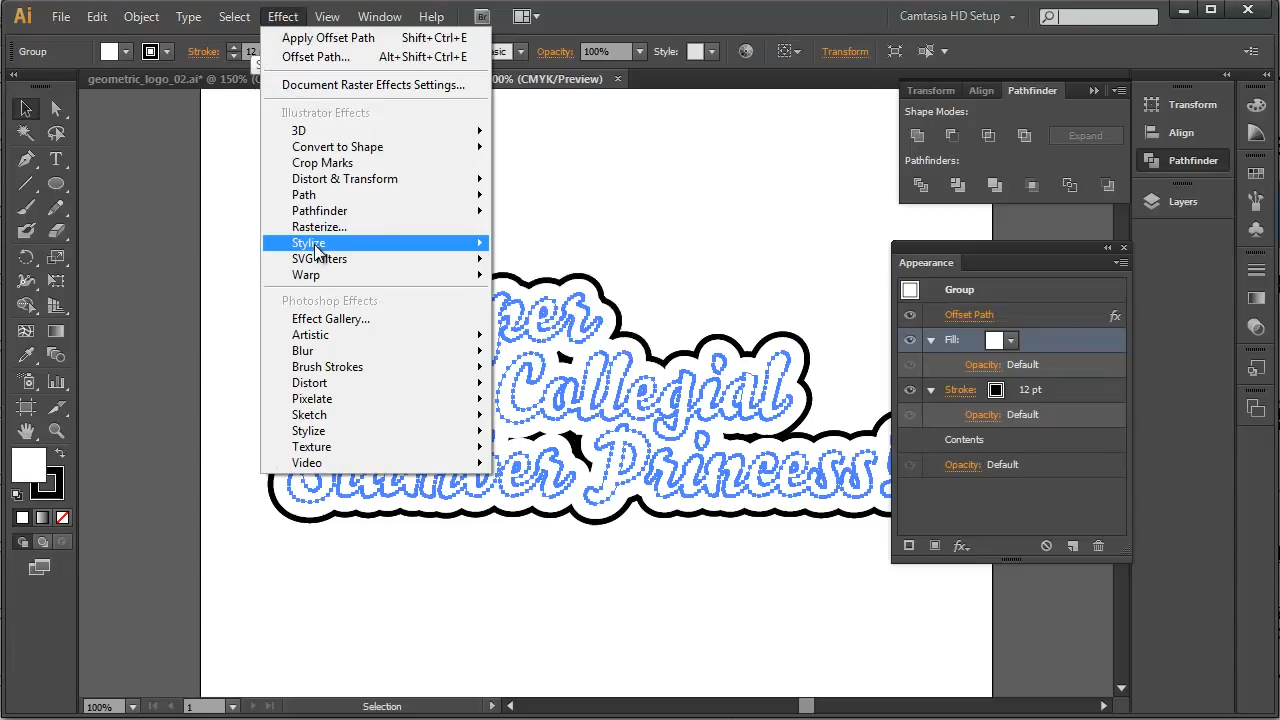 Ai File Edit Object Type Select Effect View Window Help Br Camtasia HD Setup
Group Stroke: 12 Opacity: 100% Style: Transform
geometric_logo_02.ai* @ 150% 00% (CMYK/Preview)
Apply Offset Path Shift+Ctrl+E
Offset Path... Alt+Shift+Ctrl+E
Document Raster Effects Settings...
Illustrator Effects
3D
Convert to Shape
Crop Marks
Distort & Transform
Path
Pathfinder
Rasterize...
Stylize
Warp
Photoshop Effects
Effect Gallery...
Artistic
Blur
Brush Strokes
Distort
Pixelate
Sketch
Stylize
Texture
Video
Collegial
Princess
Transform Align Pathfinder
Shape Modes:
Expand
Pathfinders:
Transform
Align
Pathfinder
Layers
Appearance
Group
Offset Path fx
Fill:
Opacity: Default
Stroke: 12 pt
Opacity: Default
Contents
Opacity: Default
fx
100% 1 Selection